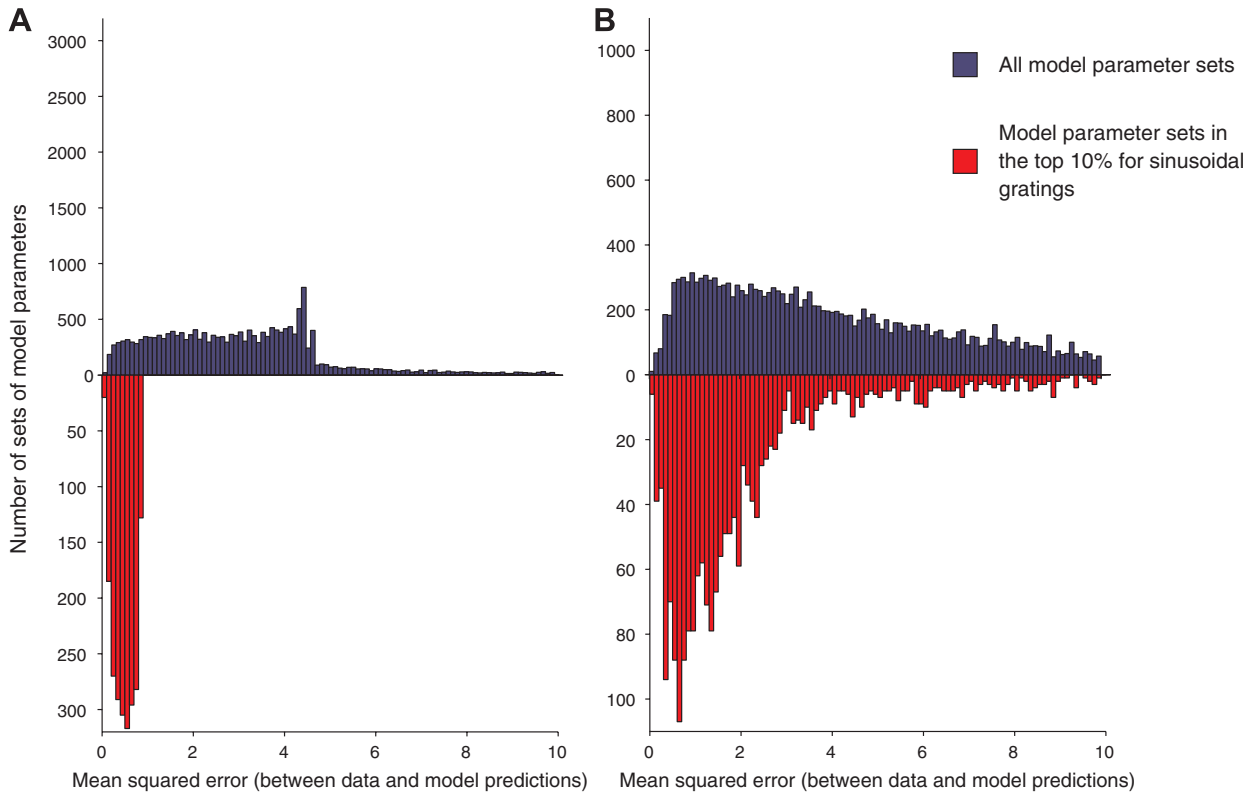 A
B
3000
2500
2000
1500
1000
500
0
50
100
150
200
250
300
Number of sets of model parameters
0 2 4 6 8 10
Mean squared error (between data and model predictions)
1000
800
600
400
200
0
20
40
60
80
100
0 2 4 6 8 10
Mean squared error (between data and model predictions)
All model parameter sets
Model parameter sets in
the top 10% for sinusoidal
gratings